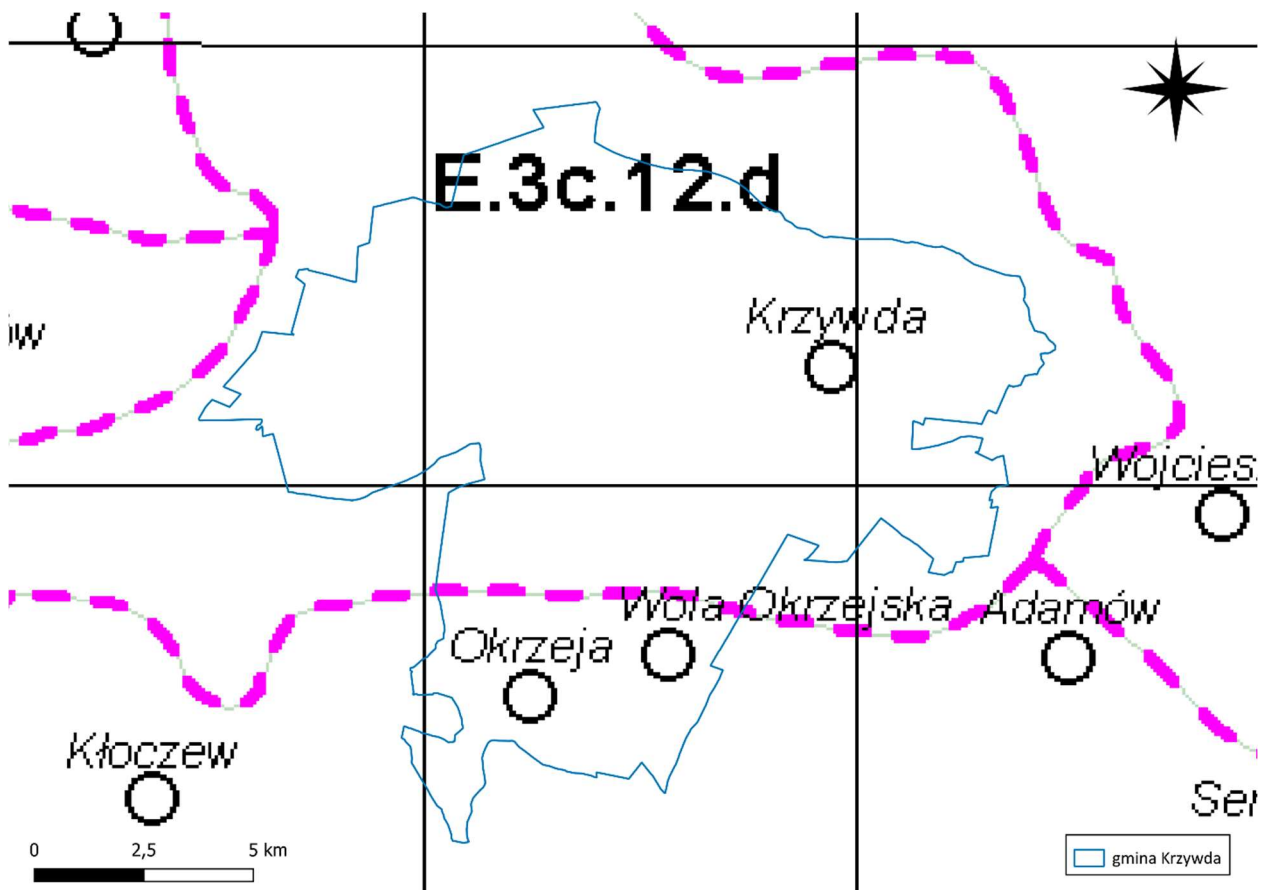 E.3c.12.d
Krzywda
Wola Okrzejska
Adamów
Okrzeja
Kłoczew
0 2,5 5 km
gmina Krzywda